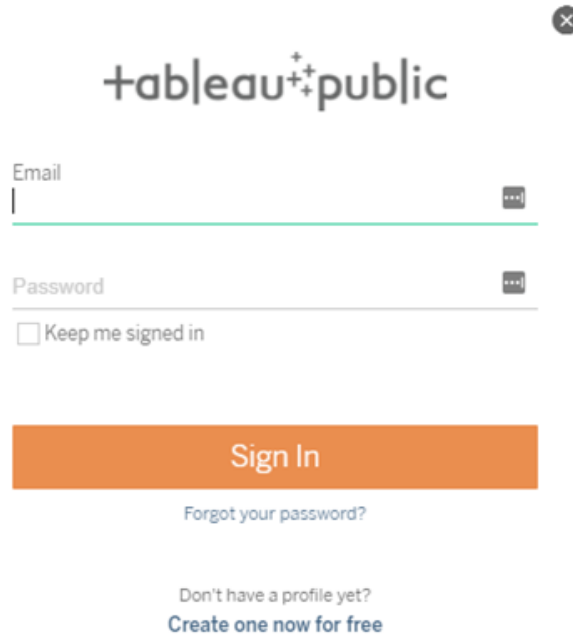 tableau public
Email
Password
Keep me signed in
Sign In
Forgot your password?
Don't have a profile yet?
Create one now for free